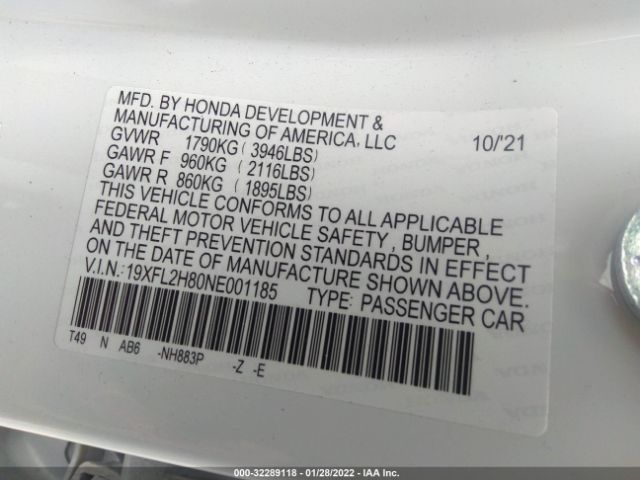 MFD. BY HONDA DEVELOPMENT &
MANUFACTURING OF AMERICA, LLC 10/'21
GVWR 1790KG ( 3946LBS)
GAWR F 960KG ( 2116LBS)
GAWR R 860KG ( 1895LBS)
THIS VEHICLE CONFORMS TO ALL APPLICABLE
FEDERAL MOTOR VEHICLE SAFETY , BUMPER ,
AND THEFT PREVENTION STANDARDS IN EFFECT
ON THE DATE OF MANUFACTURE SHOWN ABOVE.
V.I.N.: 19XFL2H80NE001185 TYPE: PASSENGER CAR
T49 N AB6 -NH883P -Z -E
000-32289118 - 01/28/2022 - IAA Inc.